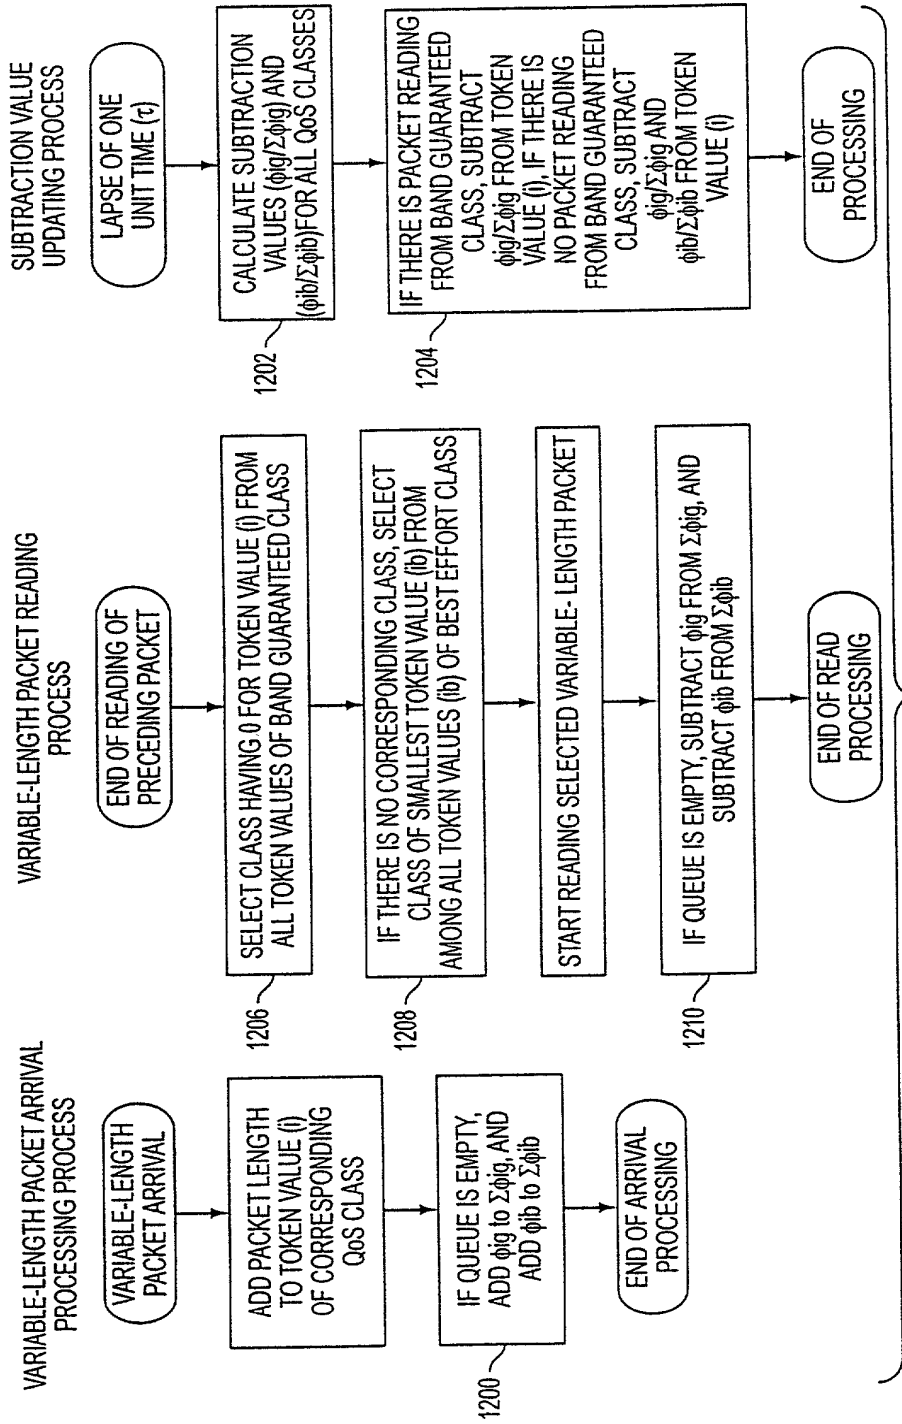 VARIABLE-LENGTH PACKET ARRIVAL
PROCESSING PROCESS
VARIABLE-LENGTH
PACKET ARRIVAL
ADD PACKET LENGTH
TO TOKEN VALUE (i)
OF CORRESPONDING
QoS CLASS
IF QUEUE IS EMPTY,
ADD ϕig to Σϕig, AND
ADD ϕib to Σϕib
1200
END OF ARRIVAL
PROCESSING
VARIABLE-LENGTH PACKET READING
PROCESS
END OF READING OF
PRECEDING PACKET
SELECT CLASS HAVING 0 FOR TOKEN VALUE (i) FROM
ALL TOKEN VALUES OF BAND GUARANTEED CLASS
1206
IF THERE IS NO CORRESPONDING CLASS, SELECT
CLASS OF SMALLEST TOKEN VALUE (ib) FROM
AMONG ALL TOKEN VALUES (ib) OF BEST EFFORT CLASS
1208
START READING SELECTED VARIABLE- LENGTH PACKET
IF QUEUE IS EMPTY, SUBTRACT ϕig FROM Σϕig, AND
SUBTRACT ϕib FROM Σϕib
1210
END OF READ
PROCESSING
SUBTRACTION VALUE
UPDATING PROCESS
LAPSE OF ONE
UNIT TIME (τ)
CALCULATE SUBTRACTION
VALUES (ϕig/Σϕig) AND
(ϕib/Σϕib)FOR ALL QoS CLASSES
1202
IF THERE IS PACKET READING
FROM BAND GUARANTEED
CLASS, SUBTRACT
ϕig/Σϕig FROM TOKEN
VALUE (i), IF THERE IS
NO PACKET READING
FROM BAND GUARANTEED
CLASS, SUBTRACT
ϕig/Σϕig AND
ϕib/Σϕib FROM TOKEN
VALUE (i)
1204
END OF
PROCESSING